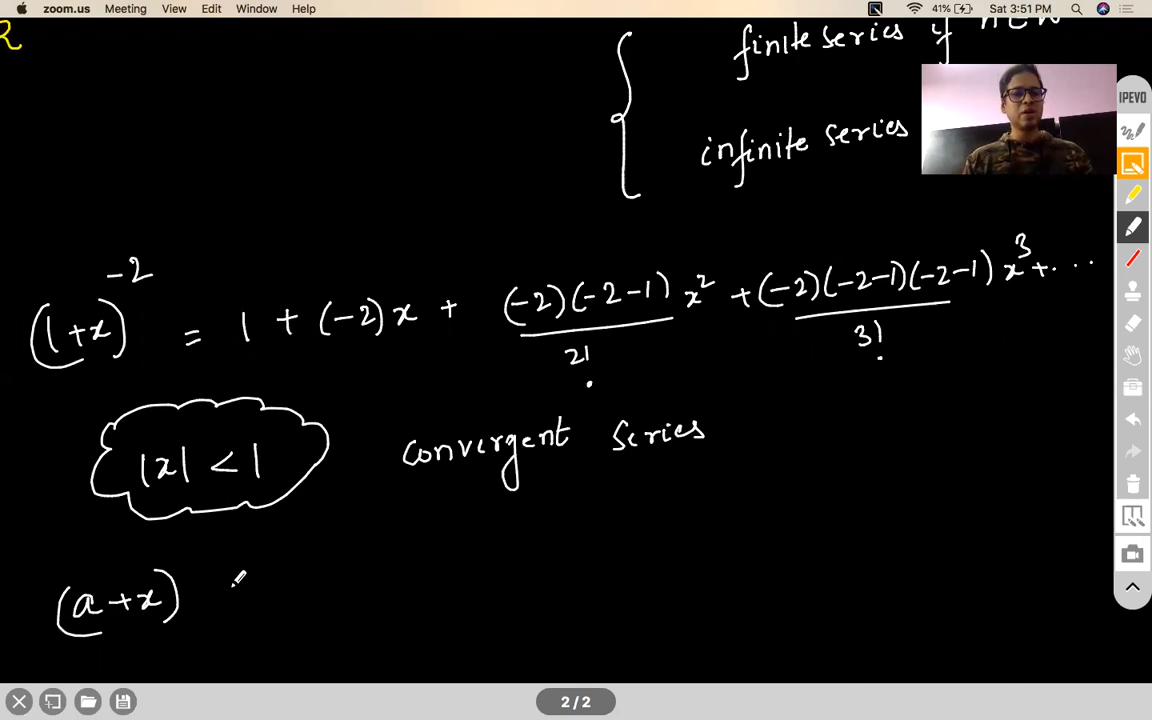 zoom.us Meeting View Edit Window Help 41% Sat 3:51 PM
R
finite series if n ∈ N
IPEVO
infinite series
(1+x)^-2 = 1 + (-2)x + (-2)(-2-1)/2! x^2 + (-2)(-2-1)(-2-1)/3! x^3 + ...
|x| < 1 convergent series
(a+x)
2 / 2